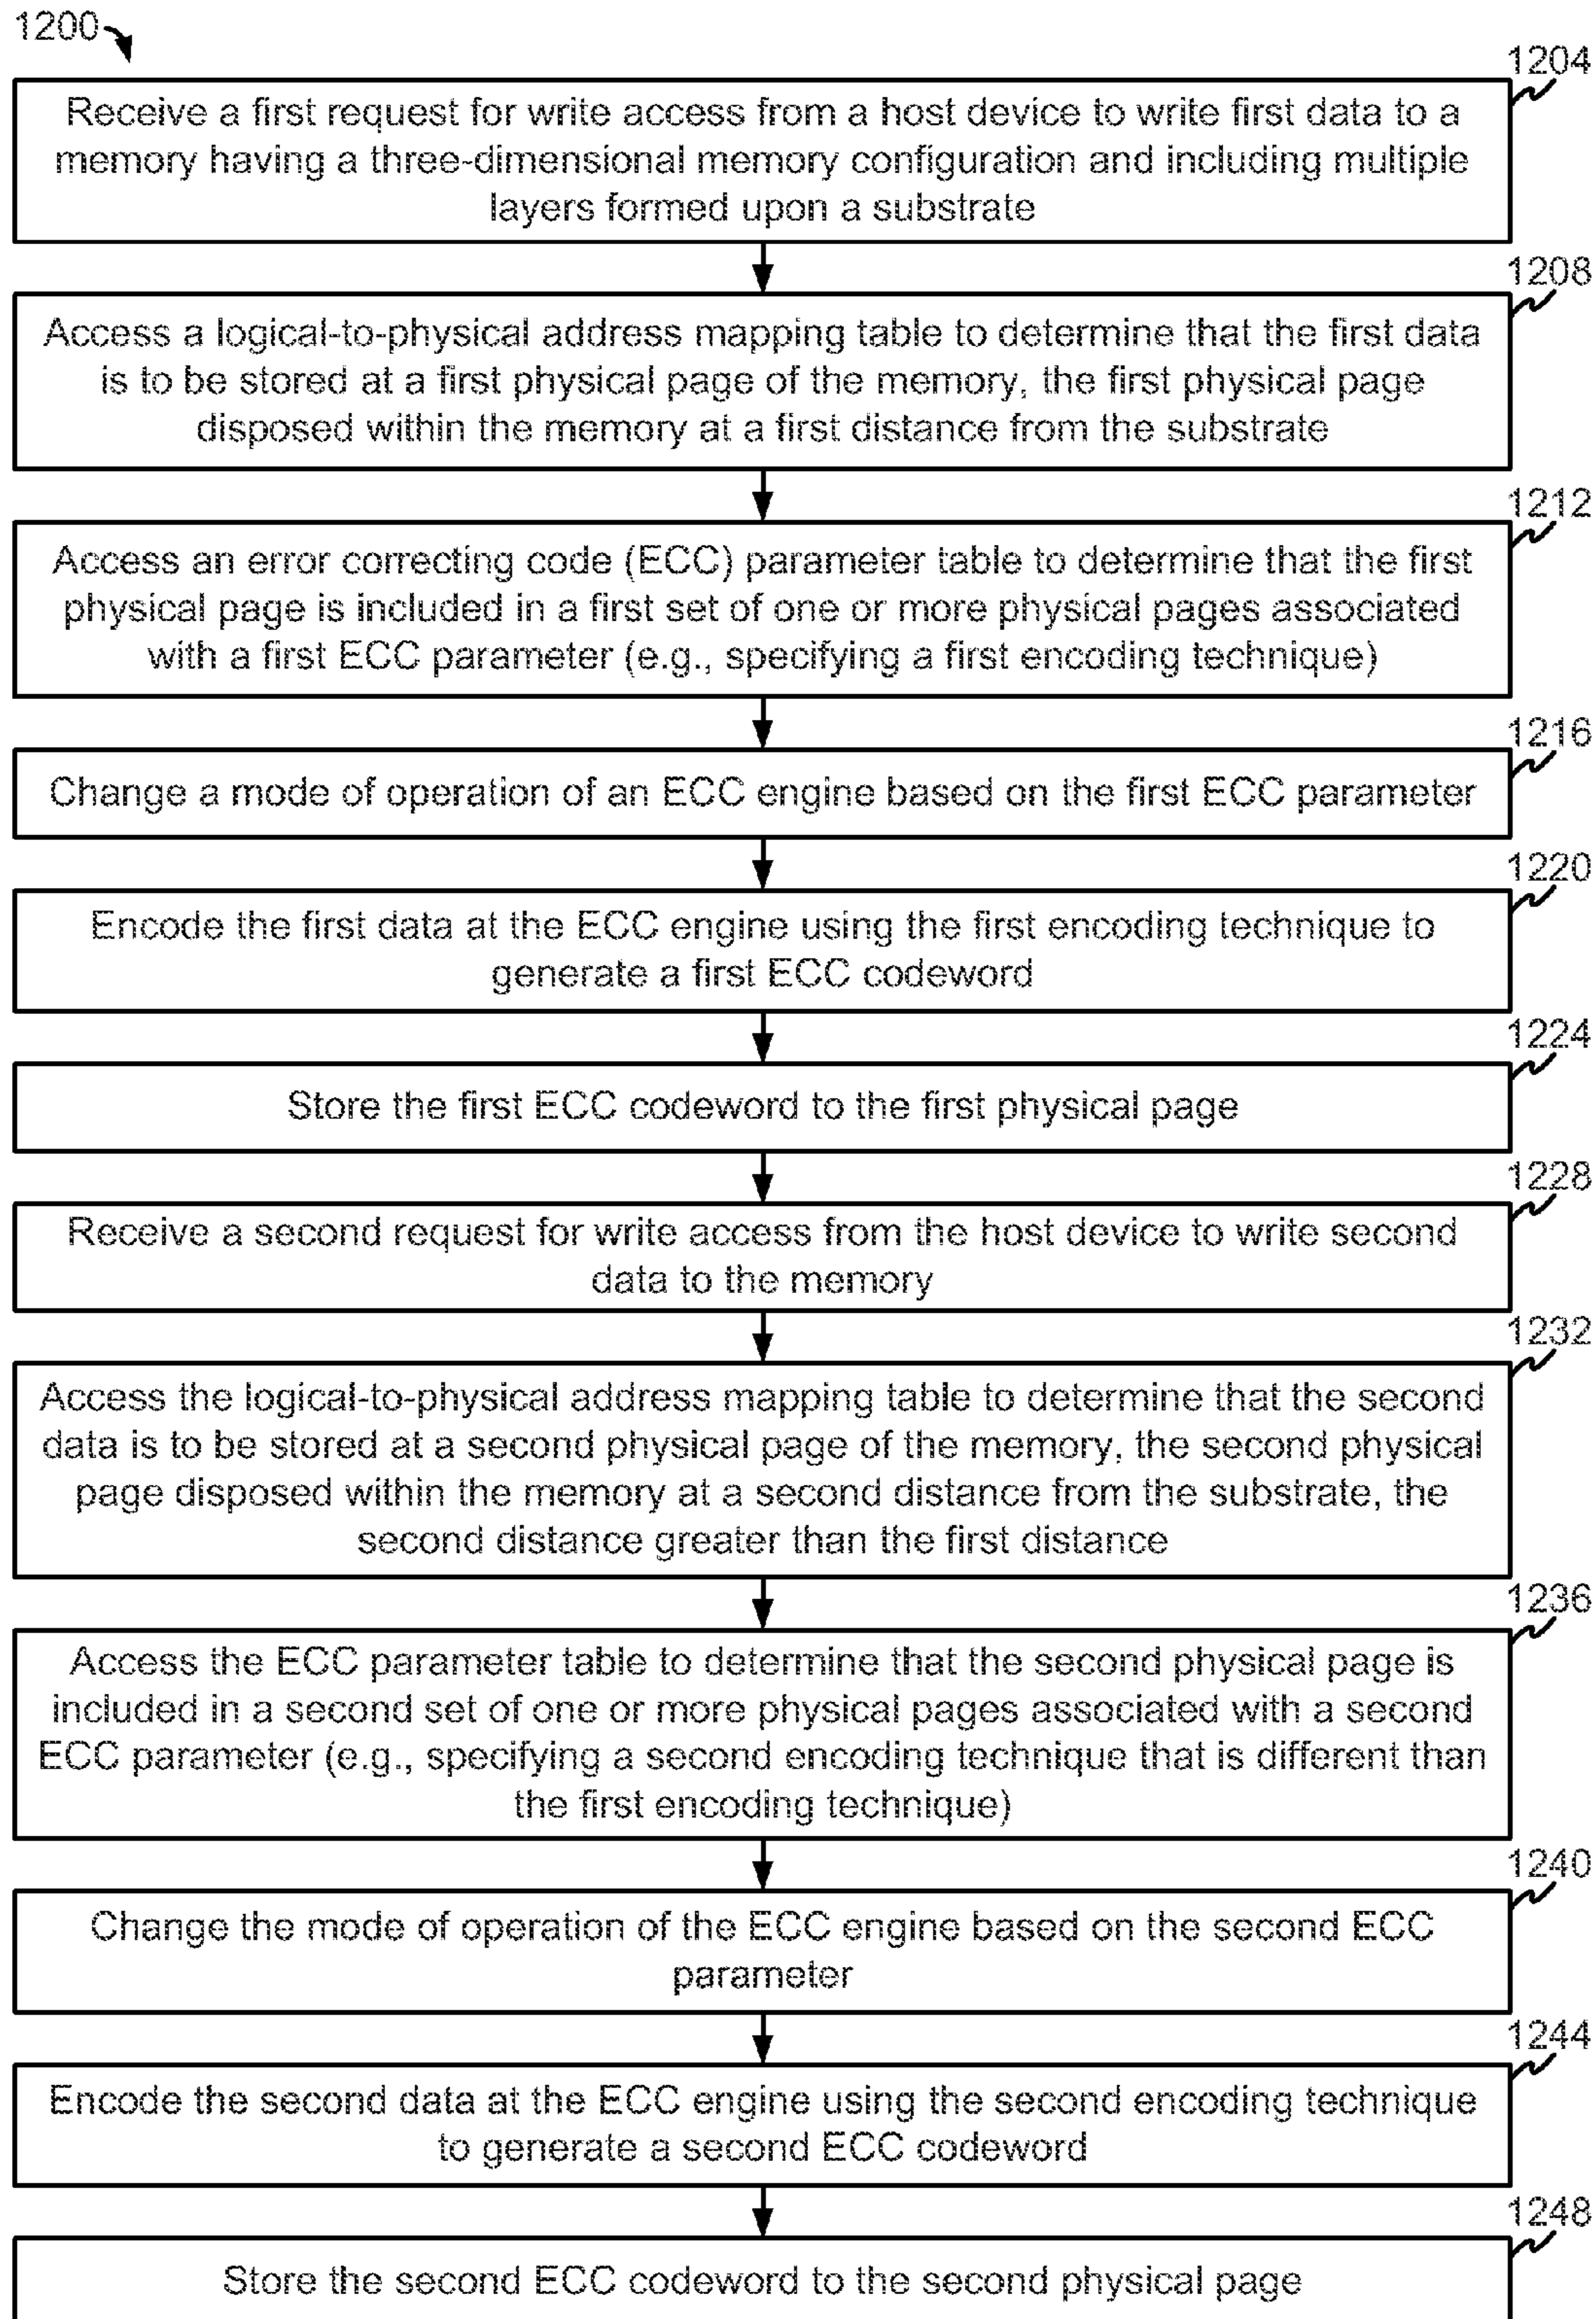 1200
1204
Receive a first request for write access from a host device to write first data to a
memory having a three-dimensional memory configuration and including multiple
layers formed upon a substrate
1208
Access a logical-to-physical address mapping table to determine that the first data
is to be stored at a first physical page of the memory, the first physical page
disposed within the memory at a first distance from the substrate
1212
Access an error correcting code (ECC) parameter table to determine that the first
physical page is included in a first set of one or more physical pages associated
with a first ECC parameter (e.g., specifying a first encoding technique)
1216
Change a mode of operation of an ECC engine based on the first ECC parameter
1220
Encode the first data at the ECC engine using the first encoding technique to
generate a first ECC codeword
1224
Store the first ECC codeword to the first physical page
1228
Receive a second request for write access from the host device to write second
data to the memory
1232
Access the logical-to-physical address mapping table to determine that the second
data is to be stored at a second physical page of the memory, the second physical
page disposed within the memory at a second distance from the substrate, the
second distance greater than the first distance
1236
Access the ECC parameter table to determine that the second physical page is
included in a second set of one or more physical pages associated with a second
ECC parameter (e.g., specifying a second encoding technique that is different than
the first encoding technique)
1240
Change the mode of operation of the ECC engine based on the second ECC
parameter
1244
Encode the second data at the ECC engine using the second encoding technique
to generate a second ECC codeword
1248
Store the second ECC codeword to the second physical page